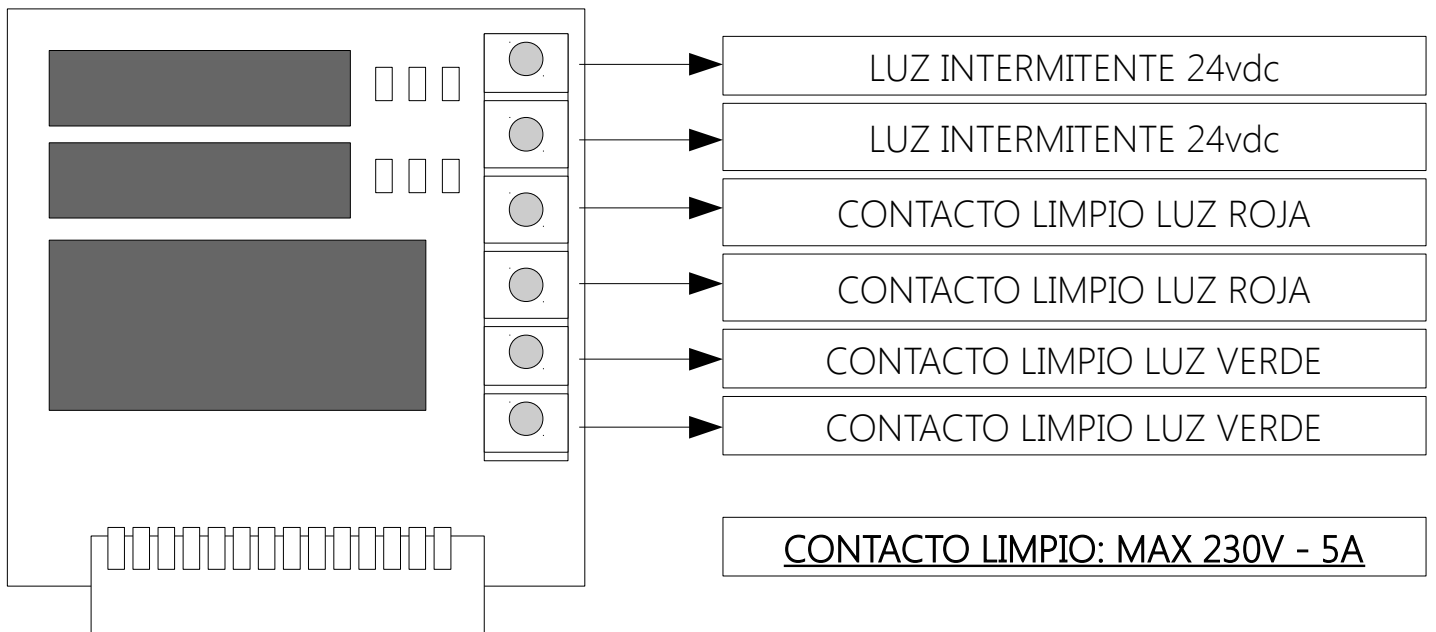 LUZ INTERMITENTE 24vdc
LUZ INTERMITENTE 24vdc
CONTACTO LIMPIO LUZ ROJA
CONTACTO LIMPIO LUZ ROJA
CONTACTO LIMPIO LUZ VERDE
CONTACTO LIMPIO LUZ VERDE
CONTACTO LIMPIO: MAX 230V - 5A